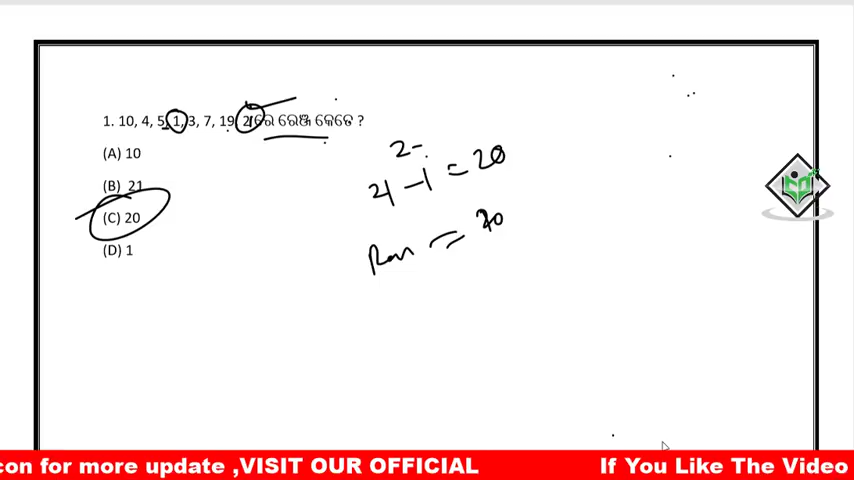 1. 10, 4, 5, 1, 3, 7, 19, 21ରେ ରେଞ୍ଜ କେତେ ?
(A) 10
(B) 21
(C) 20
(D) 1
2-
21 - 1 = 20
Ran = 20
con for more update ,VISIT OUR OFFICIAL If You Like The Video